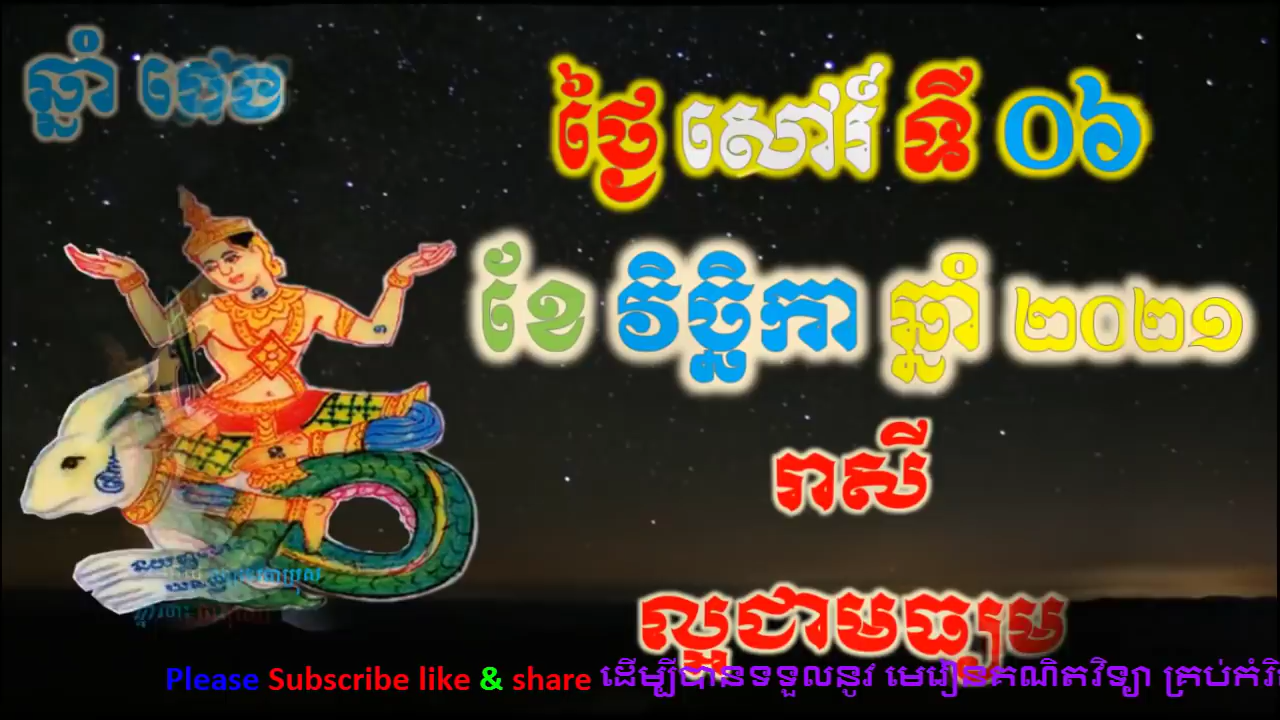 ឆ្នាំ
ថ្ងៃ សៅរ៍ ទី ០៦
ខែ វិច្ឆិកា ឆ្នាំ ២០២១
រាសី
ល្អជាមធ្យម
Please Subscribe like & share ដើម្បីបានទទួលនូវ មេរៀនគណិតវិទ្យា គ្រប់កំរិ